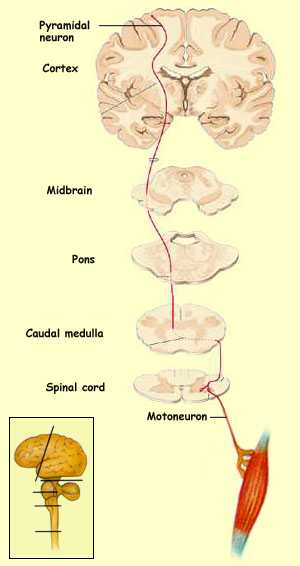 Pyramidal
neuron
Cortex
Midbrain
Pons
Caudal medulla
Spinal cord
Motoneuron